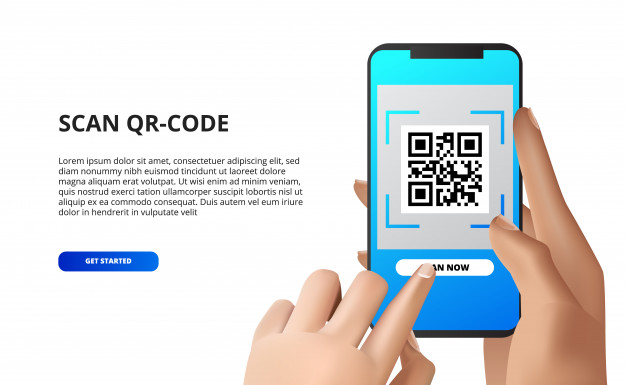 SCAN QR-CODE
Lorem ipsum dolor sit amet, consectetuer adipiscing elit, sed
diam nonummy nibh euismod tincidunt ut laoreet dolore
magna aliquam erat volutpat. Ut wisi enim ad minim veniam,
quis nostrud exerci tation ullamcorper suscipit lobortis nisl ut
aliquip ex ea commodo consequat. Duis autem vel eum iriure
dolor in hendrerit in vulputate velit
GET STARTED
AN NOW